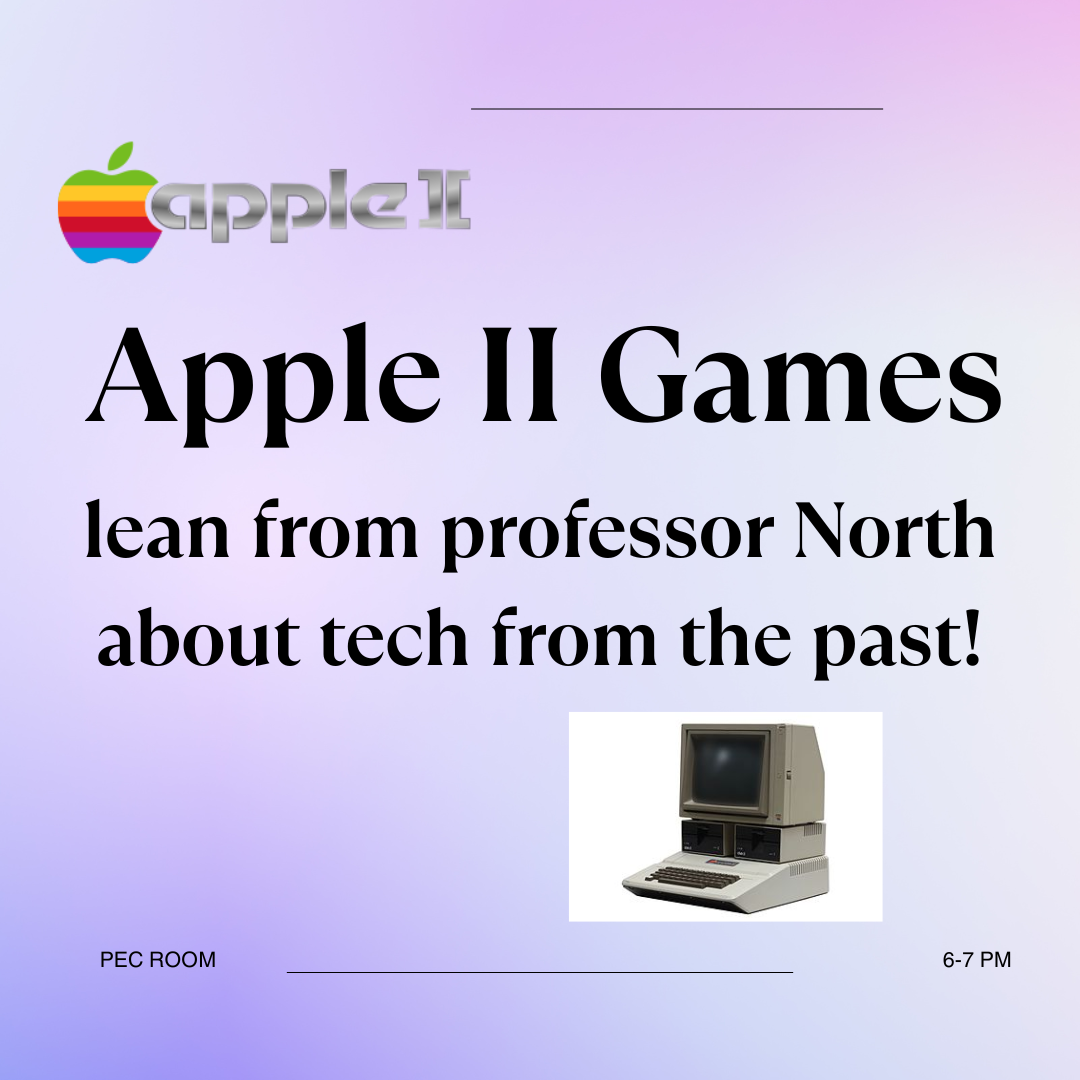 apple II
Apple II Games
lean from professor North
about tech from the past!
PEC ROOM
6-7 PM